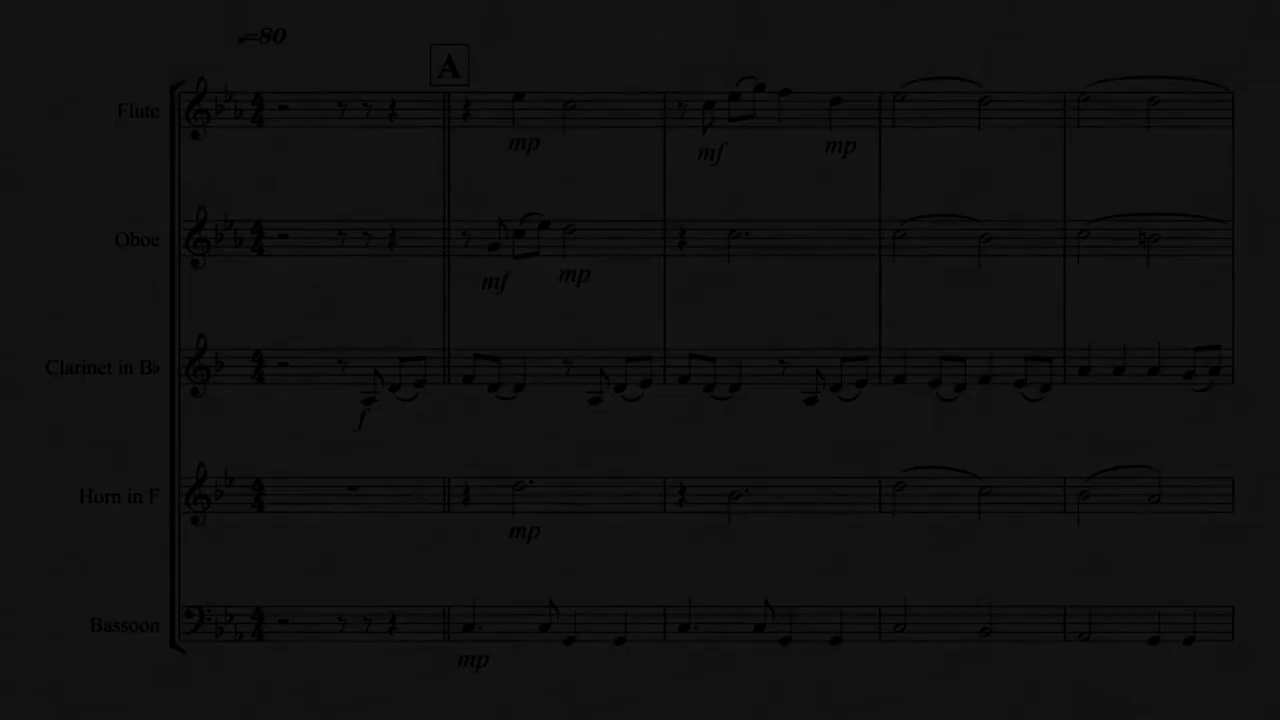 ♩=80
A
Flute
mp
mf
mp
Oboe
mf
mp
Clarinet in B♭
f
Horn in F
mp
Bassoon
mp